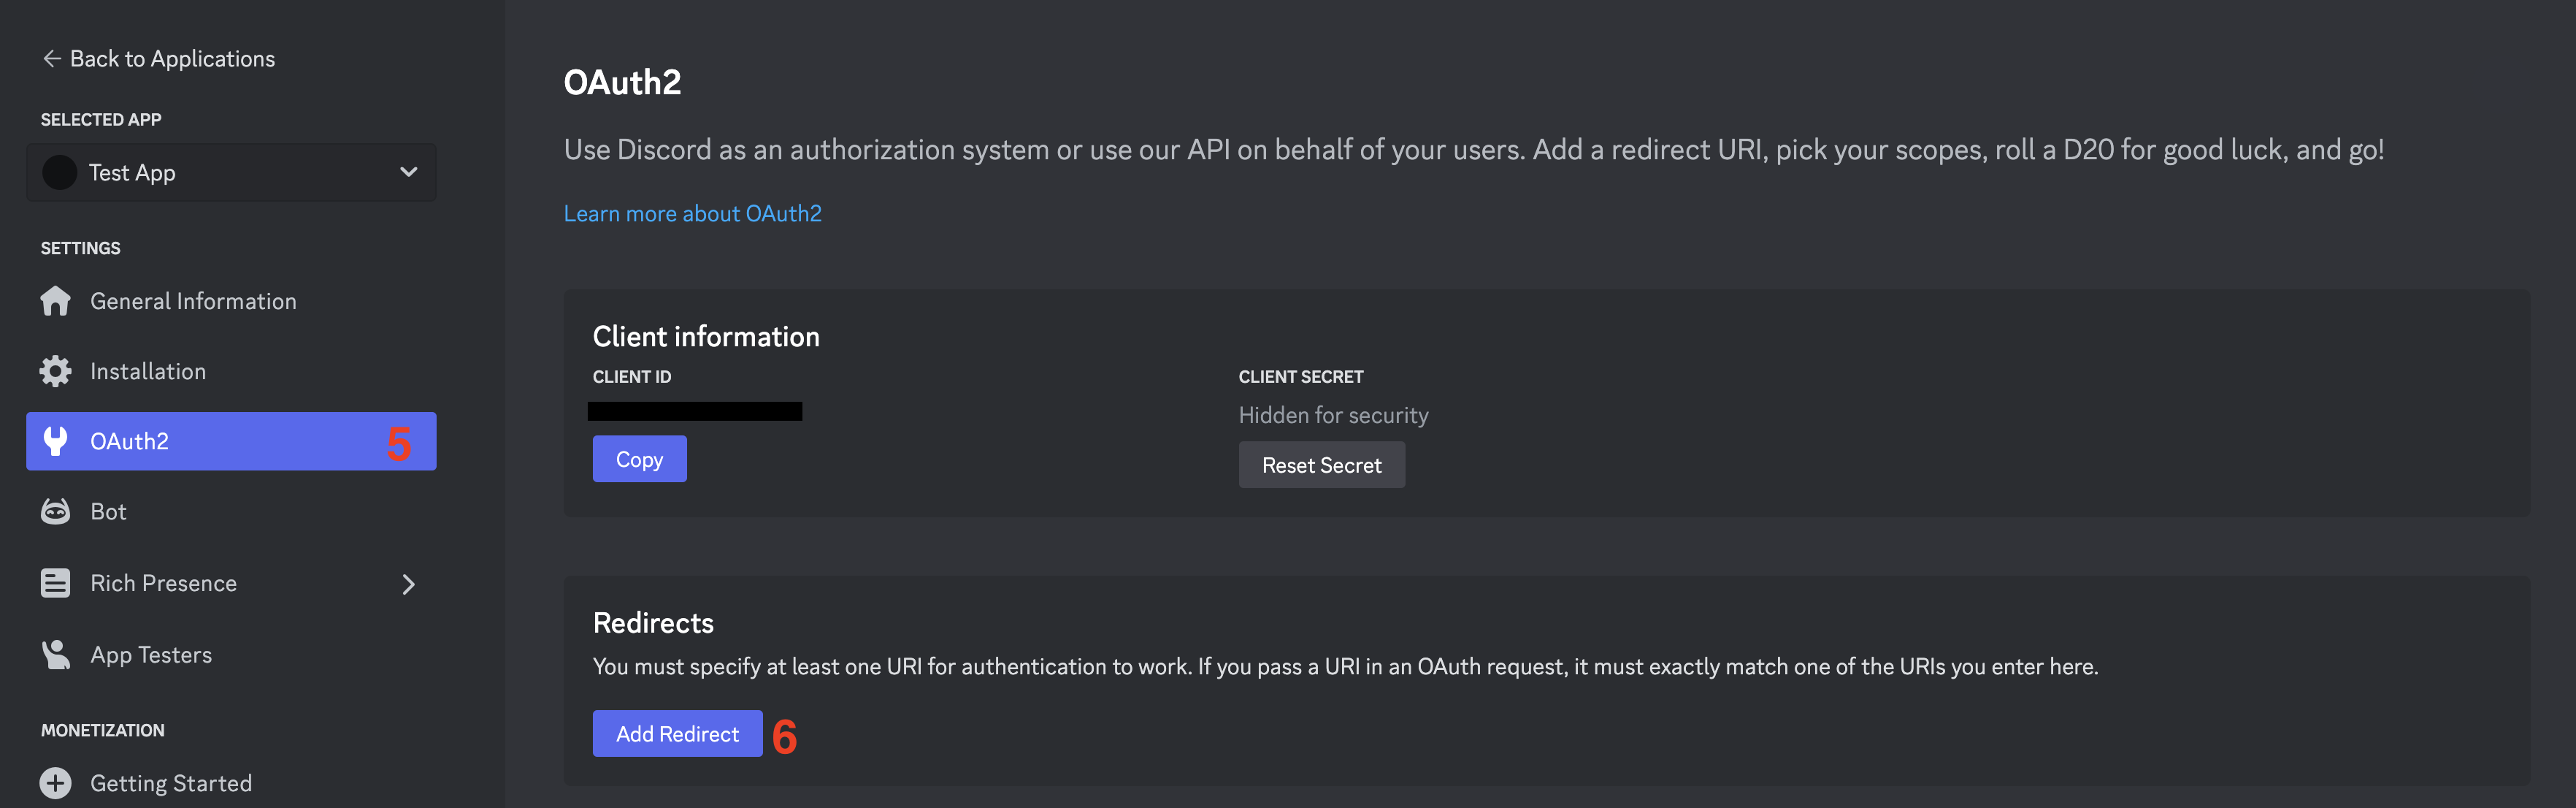 ← Back to Applications
SELECTED APP
Test App
SETTINGS
General Information
Installation
OAuth2 5
Bot
Rich Presence
App Testers
MONETIZATION
Getting Started
OAuth2
Use Discord as an authorization system or use our API on behalf of your users. Add a redirect URI, pick your scopes, roll a D20 for good luck, and go!
Learn more about OAuth2
Client information
CLIENT ID
Copy
CLIENT SECRET
Hidden for security
Reset Secret
Redirects
You must specify at least one URI for authentication to work. If you pass a URI in an OAuth request, it must exactly match one of the URIs you enter here.
Add Redirect 6